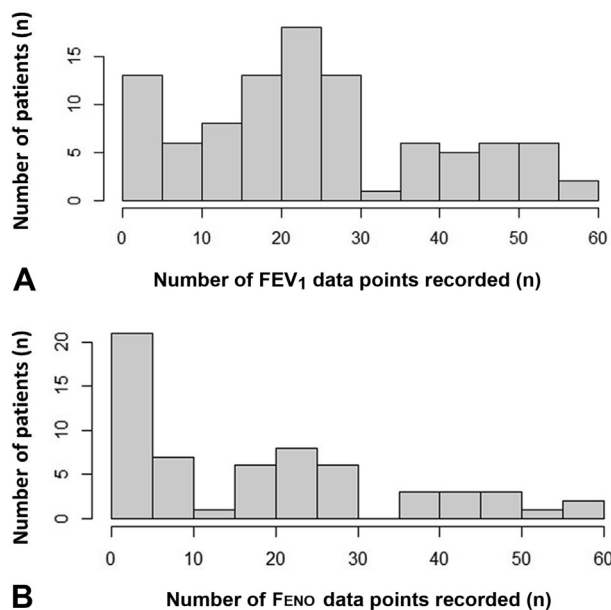 Number of patients (n)
15
10
5
0
0 10 20 30 40 50 60
A
Number of FEV₁ data points recorded (n)
Number of patients (n)
20
15
10
5
0
0 10 20 30 40 50 60
B
Number of FENO data points recorded (n)